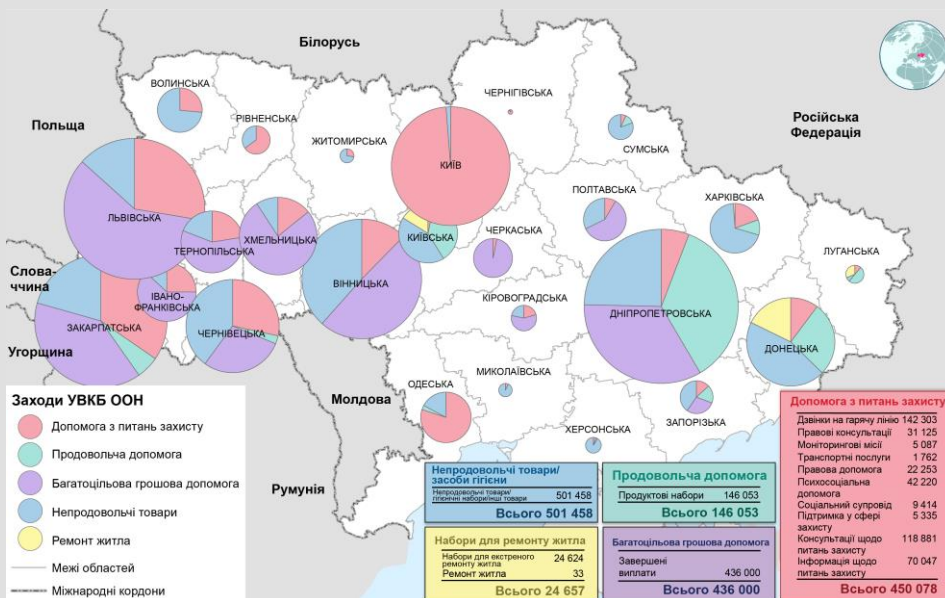 Білорусь
ВОЛИНСЬКА
РІВНЕНСЬКА
ЖИТОМИРСЬКА
ЧЕРНІГІВСЬКА
СУМСЬКА
Російська
Федерація
Польща
КИЇВ
ЛЬВІВСЬКА
ТЕРНОПІЛЬСЬКА
ХМЕЛЬНИЦЬКА
КИЇВСЬКА
ПОЛТАВСЬКА
ХАРКІВСЬКА
ЧЕРКАСЬКА
ЛУГАНСЬКА
Слова-
ччина
ІВАНО-
ФРАНКІВСЬКА
ВІННИЦЬКА
КІРОВОГРАДСЬКА
ДНІПРОПЕТРОВСЬКА
ЗАКАРПАТСЬКА
ЧЕРНІВЕЦЬКА
ДОНЕЦЬКА
Угорщина
Молдова
ОДЕСЬКА
МИКОЛАЇВСЬКА
ХЕРСОНСЬКА
ЗАПОРІЗЬКА
Румунія
Заходи УВКБ ООН
Допомога з питань захисту
Продовольча допомога
Багатоцільова грошова допомога
Непродовольчі товари
Ремонт житла
Межі областей
Міжнародні кордони
Непродовольчі товари/
засоби гігієни
Непродовольчі товари/
гігієнічні набори/інші товари 501 458
Всього 501 458
Продовольча допомога
Продуктові набори 146 053
Всього 146 053
Набори для ремонту житла
Набори для екстреного
ремонту житла 24 624
Ремонт житла 33
Всього 24 657
Багатоцільова грошова допомога
Завершені
виплати 436 000
Всього 436 000
Допомога з питань захисту
Дзвінки на гарячу лінію 142 303
Правові консультації 31 125
Моніторингові місії 5 087
Транспортні послуги 1 762
Правова допомога 22 253
Психосоціальна 42 220
допомога
Соціальний супровід 9 414
Підтримка у сфері 5 335
захисту
Консультації щодо 118 881
питань захисту
Інформація щодо 70 047
питань захисту
Всього 450 078